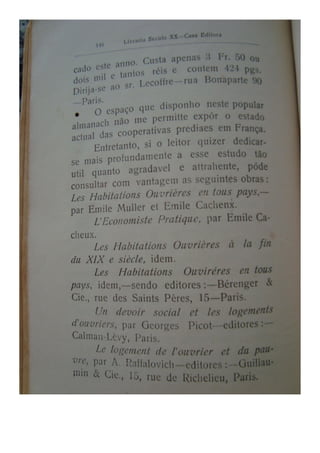 140 Livraria Seculo XX—Casa Editora
cado este anno. Custa apenas 3 Fr. 50 ou
dois mil e tantos réis e contem 424 pgs.
Dirija-se ao sr. Lecoffre—rua Bonaparte 90
—Paris.
• O espaço que disponho neste popular
almanach não me permitte expór o estado
actual das cooperativas prediaes em França.
Entretanto, si o leitor quizer dedicar-
se mais profundamente a esse estudo tão
util quanto agradavel e attrahente, póde
consultar com vantagem as seguintes obras:
Les Habitations Ouvrières en tous pays,—
par Emile Muller et Emile Cachenx.
L'Economiste Pratique, par Emile Ca-
cheux.
Les Habitations Ouvrières à la fin
du XIX e siècle, idem.
Les Habitations Ouviréres en tous
pays, idem,—sendo editores:—Bérenger &
Cie., rue des Saints Pères, 15—Paris.
Un devoir social et les logements
d'ouvriers, par Georges Picot—editores:—
Calman-Lévy, Paris.
Le logement de l'ouvrier et du pau-
vre, par A. Raffalovich—editores:—Guillau-
min & Cie., 15, rue de Richelieu, Paris.